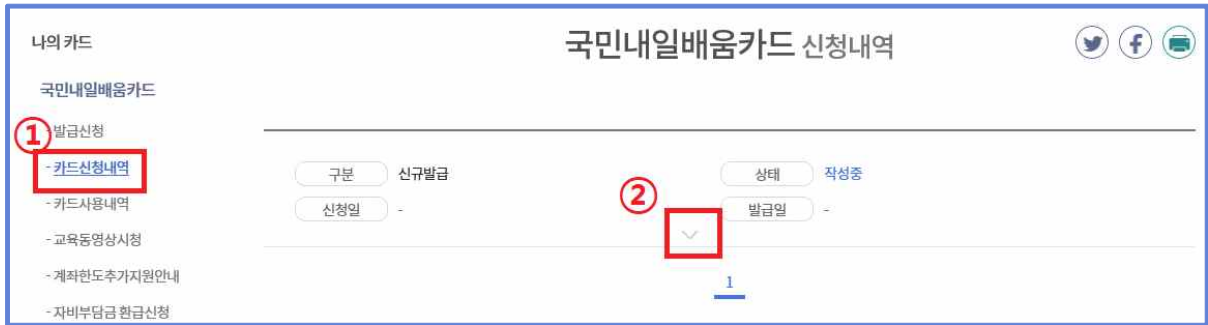 나의 카드
국민내일배움카드 신청내역
국민내일배움카드
①
- 발급신청
- 카드신청내역
- 카드사용내역
- 교육동영상시청
- 계좌한도추가지원안내
- 자비부담금 환급신청
구분 신규발급 상태 작성중
②
신청일 - 발급일 -
1